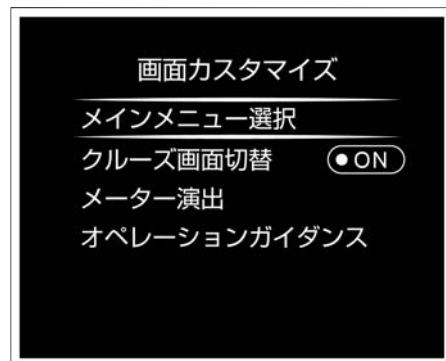 画面カスタマイズ
メインメニュー選択
クルーズ画面切替 ON
メーター演出
オペレーションガイダンス